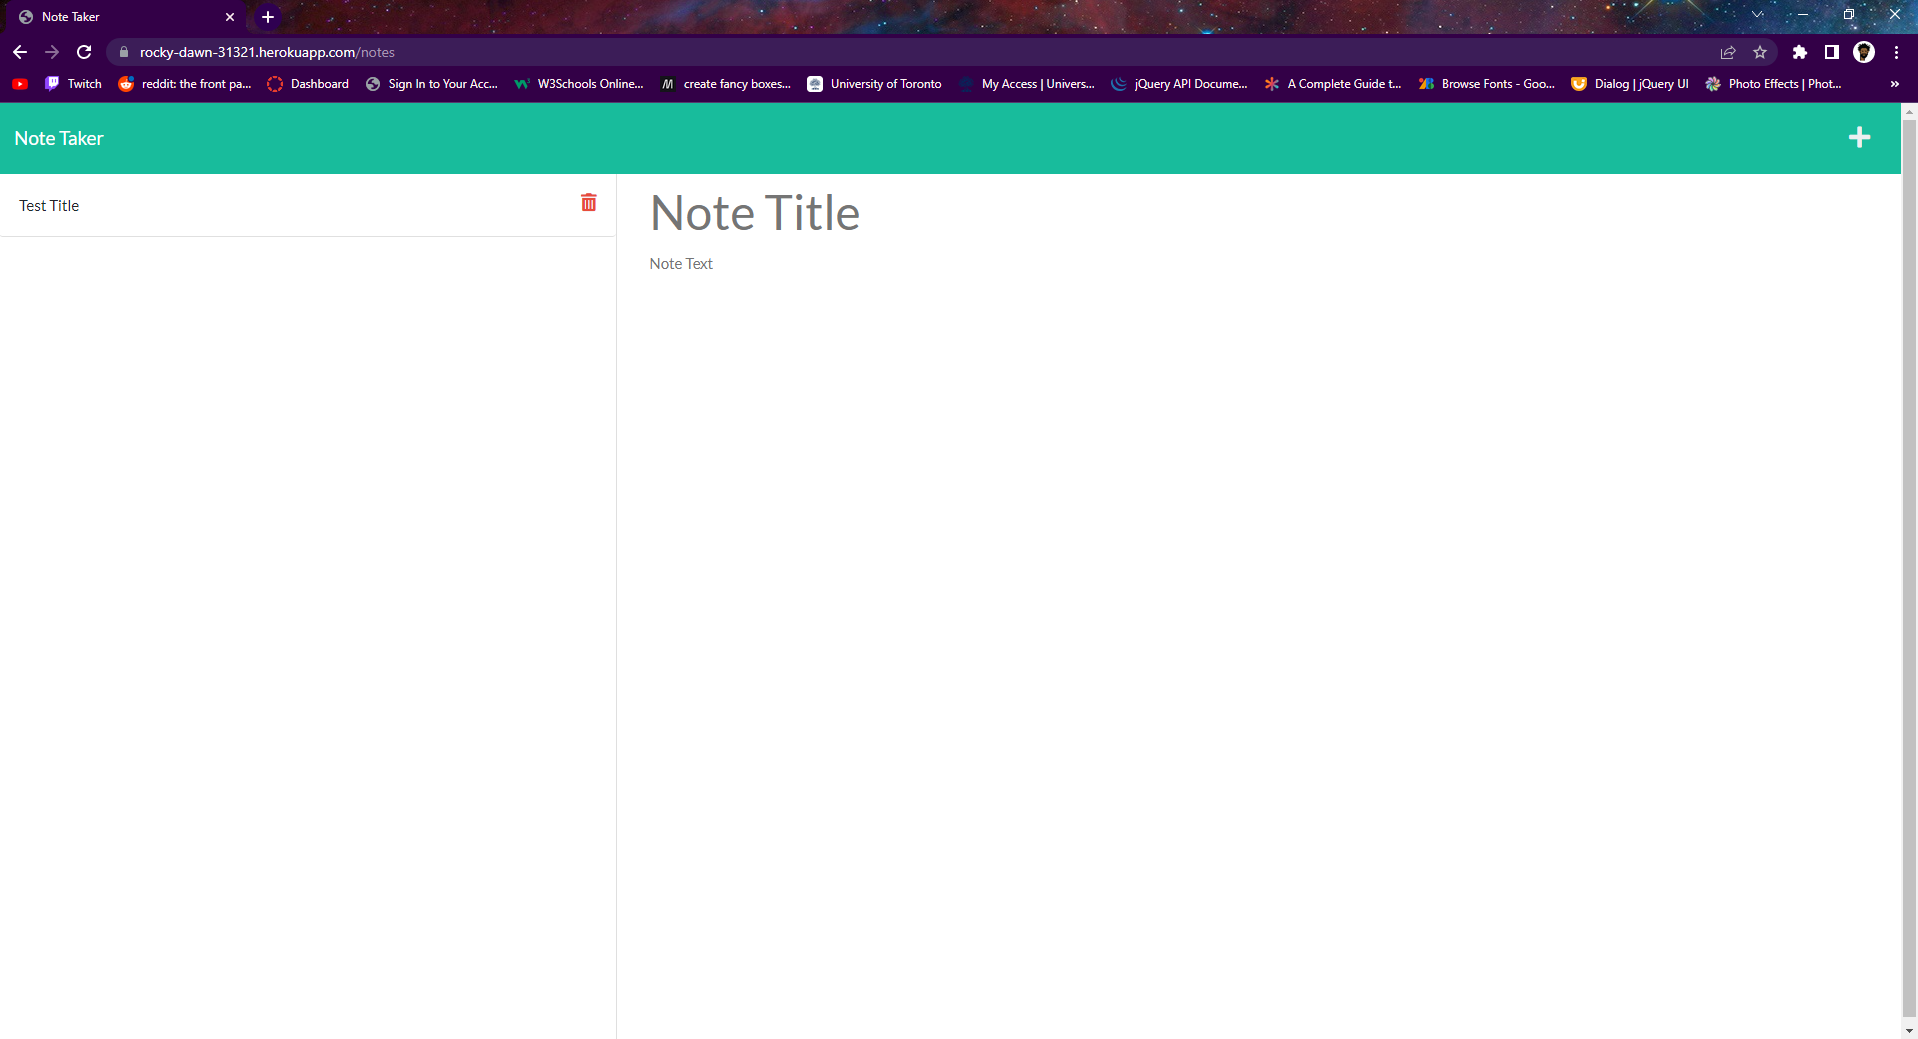 Note Taker
rocky-dawn-31321.herokuapp.com/notes
Twitch reddit: the front pa... Dashboard Sign In to Your Acc... W3Schools Online... create fancy boxes... University of Toronto My Access | Univers... jQuery API Docume... A Complete Guide t... Browse Fonts - Goo... Dialog | jQuery UI Photo Effects | Phot... »
Note Taker
Test Title
Note Title
Note Text